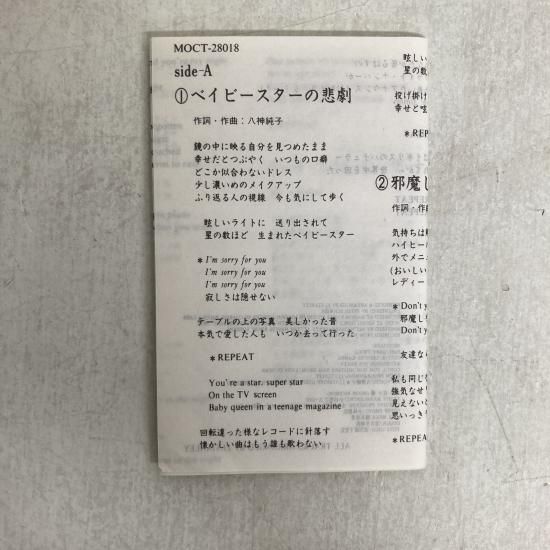 MOCT-28018
side-A
①ベイビースターの悲劇
作詞・作曲:八神純子
鏡の中に映る自分を見つめたまま
幸せだとつぶやく いつもの口癖
どこか似合わないドレス
少し濃いめのメイクアップ
ふり返る人の視線 今も気にして歩く
眩しいライトに 送り出されて
星の数ほど 生まれたベイビースター
*I'm sorry for you
I'm sorry for you
I'm sorry for you
寂しさは隠せない
テーブルの上の写真 美しかった昔
本気で愛した人も いつか去って行った
*REPEAT
You're a star, super star
On the TV screen
Baby queen in a teenage magazine
回転違った様なレコードに針落す
懐かしい曲はもう誰も歌わない
眩しい
星の数
投げ掛け
幸せと
*REPE
②邪魔し
作詞・作曲
気持ちは
ハイヒール
外でメニュ
(おいしい
レディー
*Don't y
邪魔し
Don't y
友達な
私も同じ
強気なせ
見えない
思いっき
*REPEA